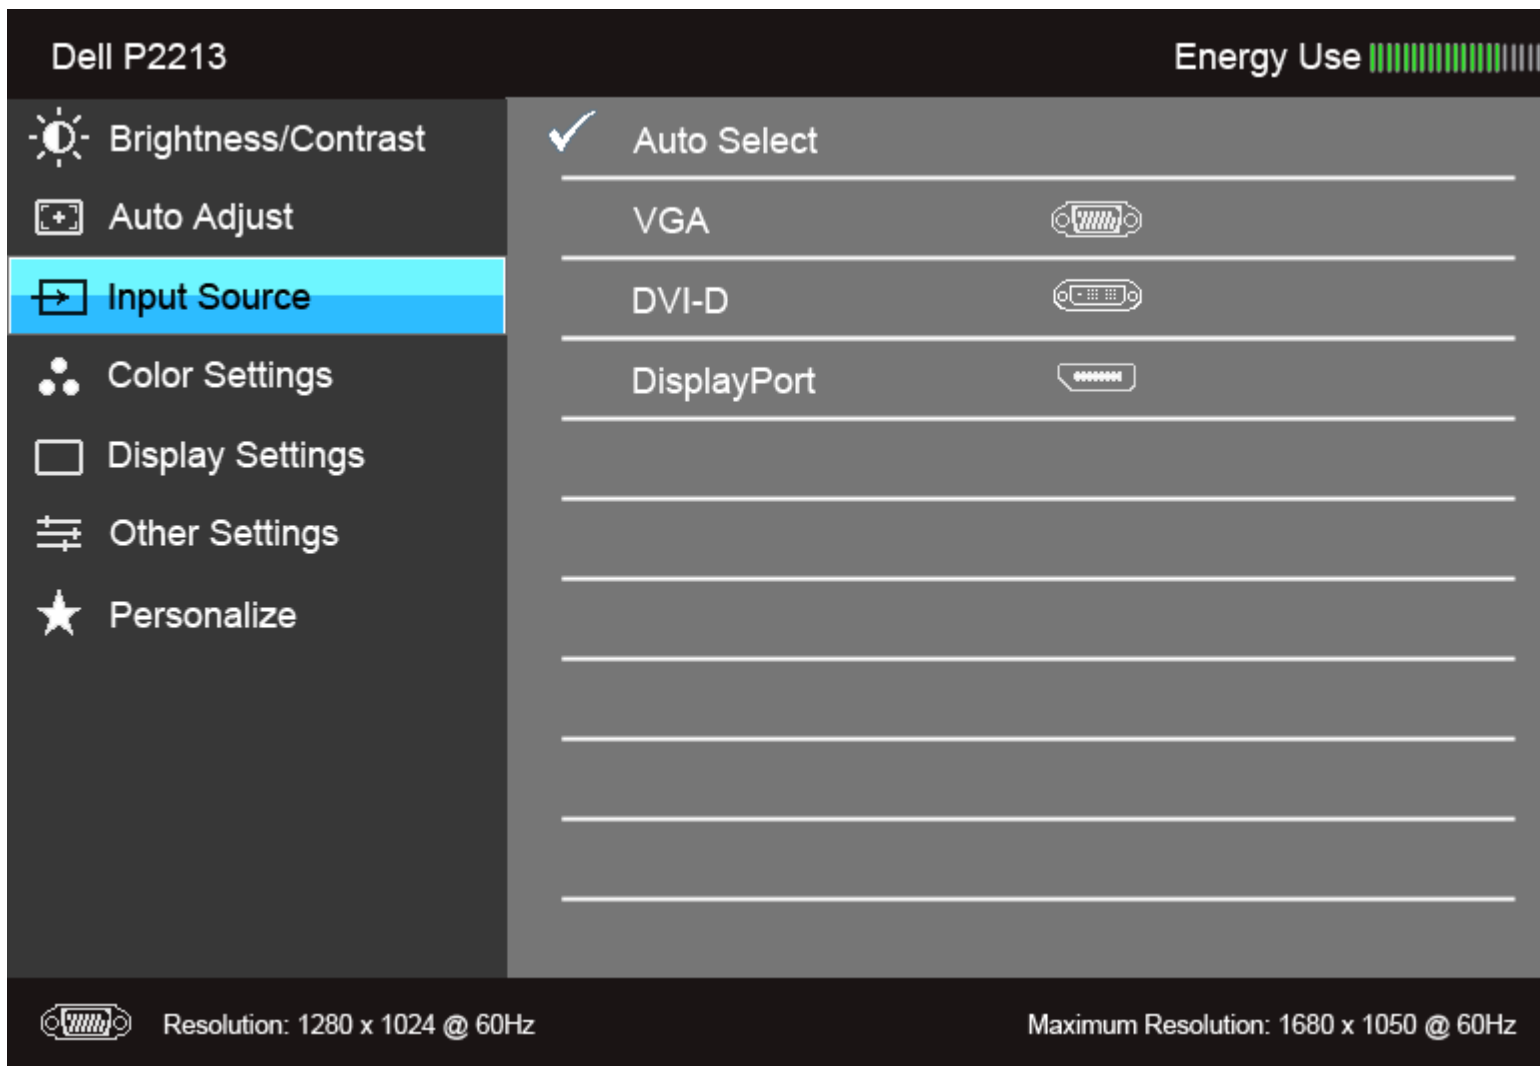 Dell P2213
Energy Use
Brightness/Contrast
Auto Adjust
Input Source
Color Settings
Display Settings
Other Settings
Personalize
Auto Select
VGA
DVI-D
DisplayPort
Resolution: 1280 x 1024 @ 60Hz
Maximum Resolution: 1680 x 1050 @ 60Hz